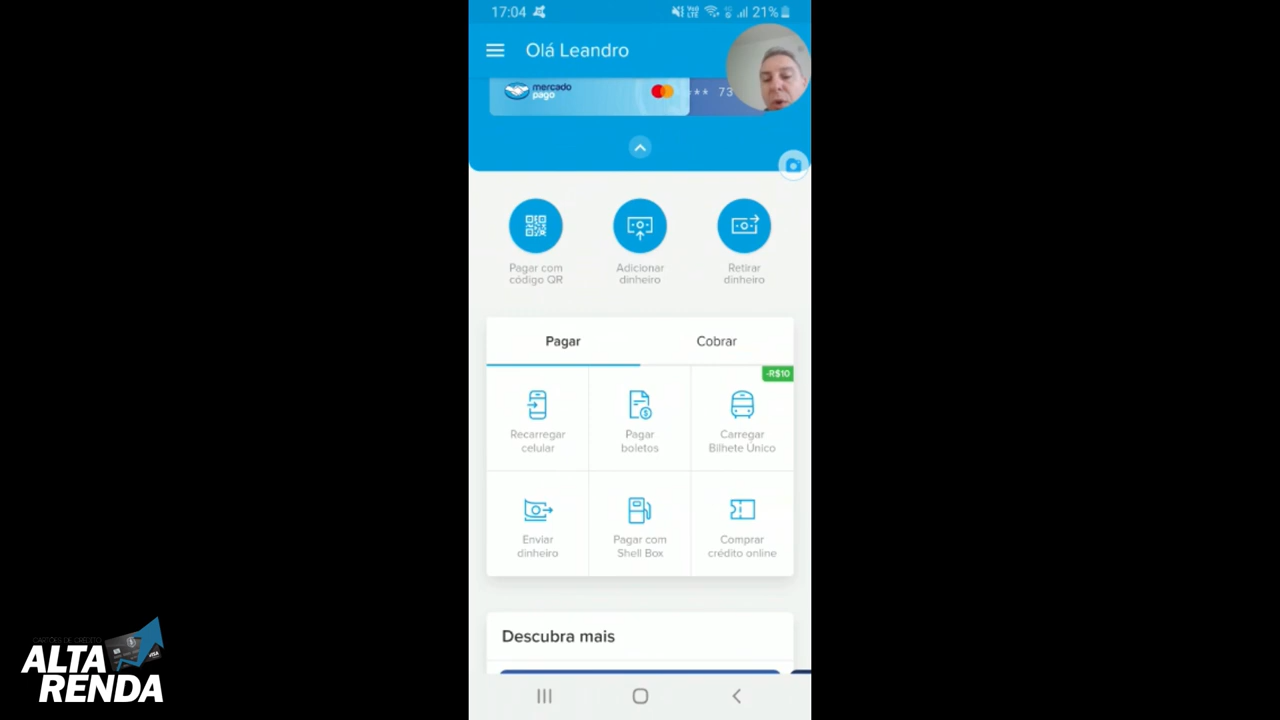 17:04
21%
Olá Leandro
mercado
pago
** 73
Pagar com
código QR
Adicionar
dinheiro
Retirar
dinheiro
Pagar
Cobrar
-R$10
Recarregar
celular
Pagar
boletos
Carregar
Bilhete Único
Enviar
dinheiro
Pagar com
Shell Box
Comprar
crédito online
Descubra mais
CARTÕES DE CRÉDITO
ALTA
RENDA
VISA